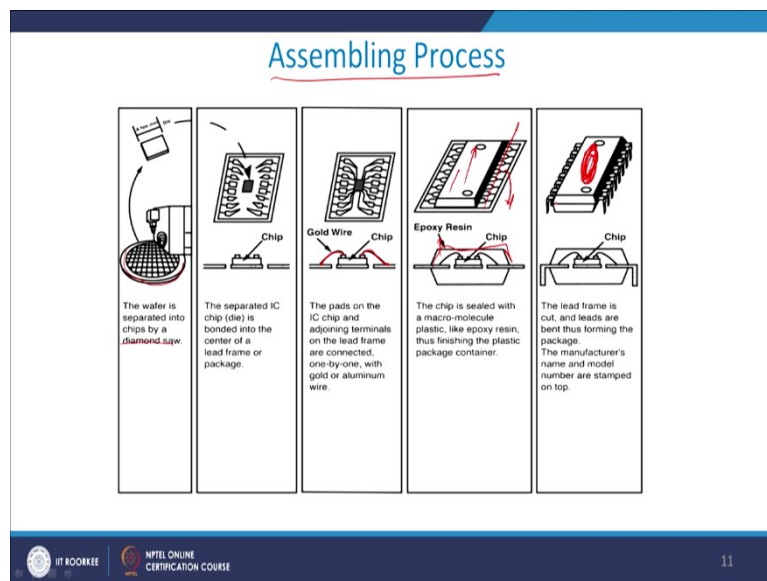 Assembling Process
A few mm
Die
The wafer is
separated into
chips by a
diamond saw.
Chip
The separated IC
chip (die) is
bonded into the
center of a
lead frame or
package.
Gold Wire
Chip
The pads on the
IC chip and
adjoining terminals
on the lead frame
are connected,
one-by-one, with
gold or aluminum
wire.
Epoxy Resin
Chip
The chip is sealed with
a macro-molecule
plastic, like epoxy resin,
thus finishing the plastic
package container.
Chip
The lead frame is
cut, and leads are
bent thus forming the
package.
The manufacturer's
name and model
number are stamped
on top.
IIT ROORKEE
NPTEL ONLINE
CERTIFICATION COURSE
11